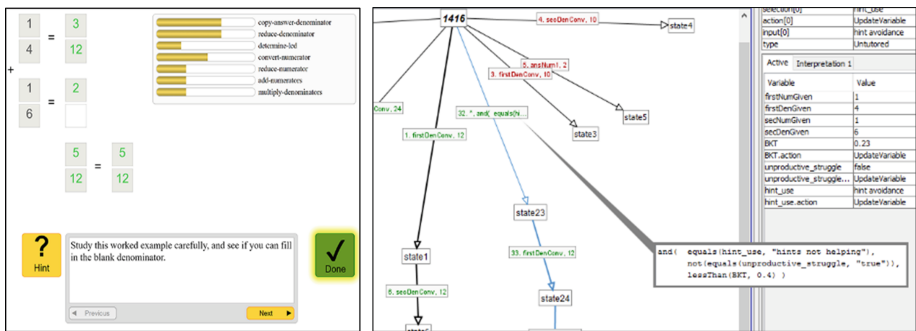 1 = 3
4 12
+
1 = 2
6
5 = 5
12 12
copy-answer-denominator
reduce-denominator
determine-lcd
convert-numerator
reduce-numerator
add-numerators
multiply-denominators
?
Hint
Study this worked example carefully, and see if you can fill
in the blank denominator.
Previous
Next
Done
1416
4, secDenConv, 10
state4
5, ansNum1, 2
3, firstDenConv, 10
Conv, 24
32, *, and( equals(hi...
state5
state3
1, firstDenConv, 12
state23
33, firstDenConv, 12
state1
6, secDenConv, 12
state24
hint_use
action[0] UpdateVariable
input[0] hint avoidance
type Untutored
Active Interpretation 1
Variable Value
firstNumGiven 1
firstDenGiven 4
secNumGiven 1
secDenGiven 6
BKT 0.23
BKT.action UpdateVariable
unproductive_struggle false
unproductive_struggle... UpdateVariable
hint_use hint avoidance
hint_use.action UpdateVariable
and( equals(hint_use, "hints not helping"),
not(equals(unproductive_struggle, "true")),
lessThan(BKT, 0.4) )